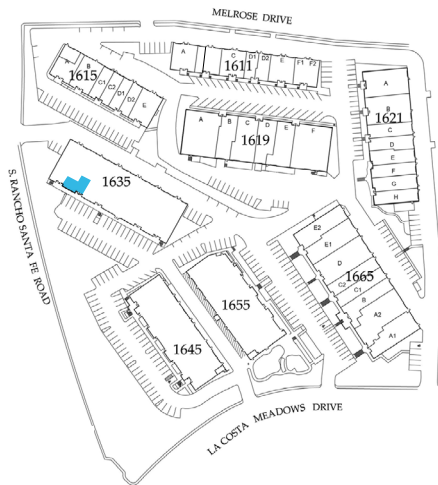 MELROSE DRIVE
A
C
D1
D2
E
F1
F2
1611
A
B
C1
C2
D1
D2
E
1615
A
B
C
D
E
F
1619
A
B
C
D
E
F
G
H
1621
1635
S. RANCHO SANTA FE ROAD
E2
E1
D
C2
C1
B
A2
A1
1665
1655
1645
LA COSTA MEADOWS DRIVE